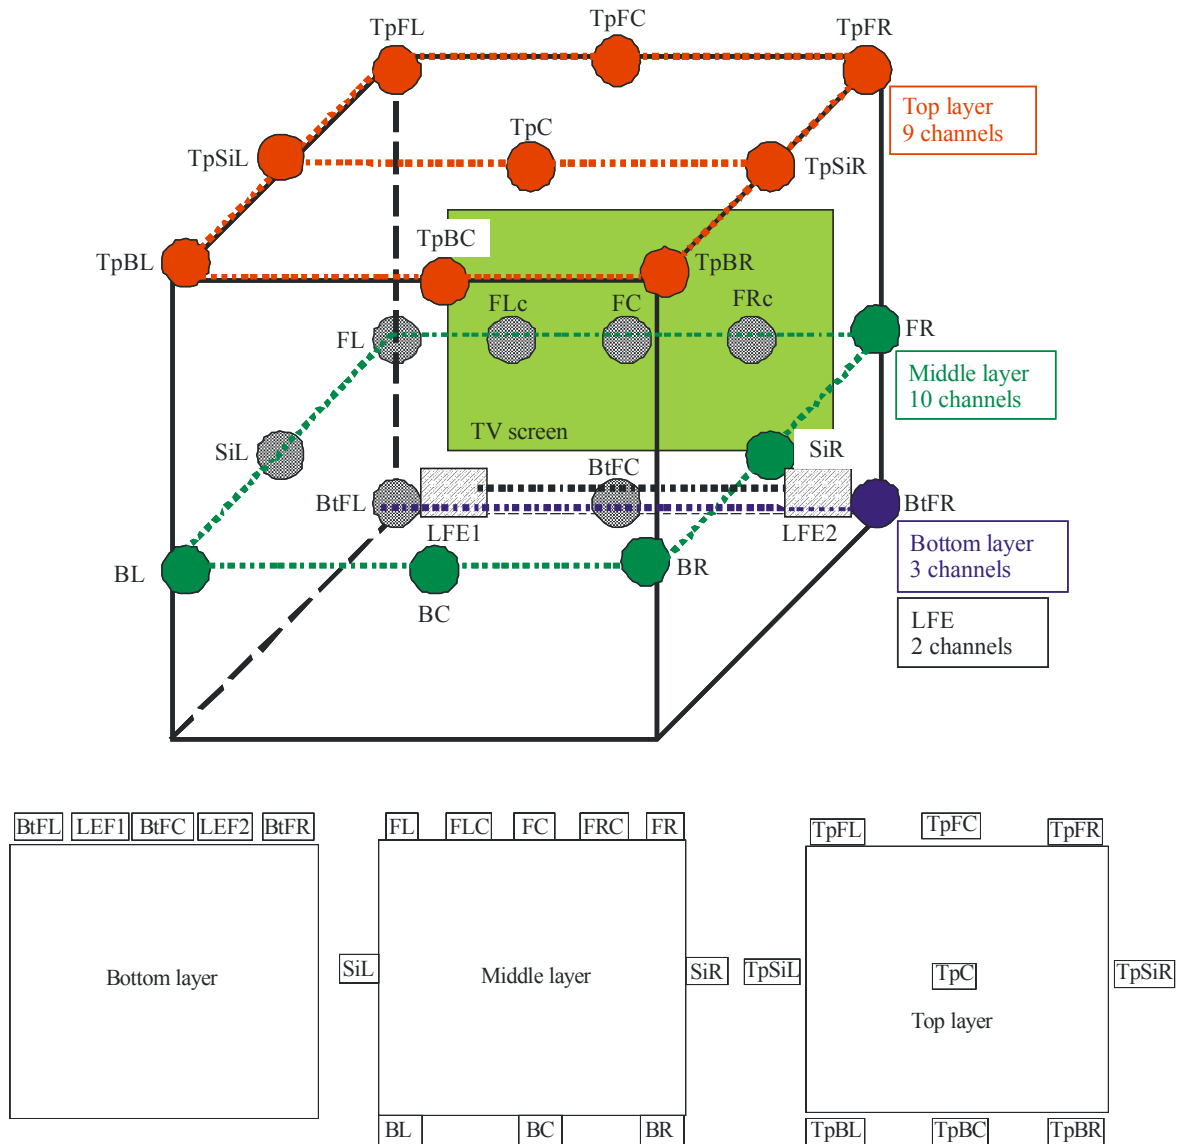 TpFL
TpFC
TpFR
Top layer
9 channels
TpC
TpSiL
TpSiR
TpBC
TpBL
TpBR
FLc
FC
FRc
FL
FR
Middle layer
10 channels
TV screen
SiL
SiR
BtFC
BtFL
BtFR
LFE1
LFE2
Bottom layer
3 channels
BL
BR
BC
LFE
2 channels
BtFL
LEF1
BtFC
LEF2
BtFR
Bottom layer
FL
FLC
FC
FRC
FR
SiL
Middle layer
SiR
BL
BC
BR
TpFL
TpFC
TpFR
TpSiL
TpC
TpSiR
Top layer
TpBL
TpBC
TpBR